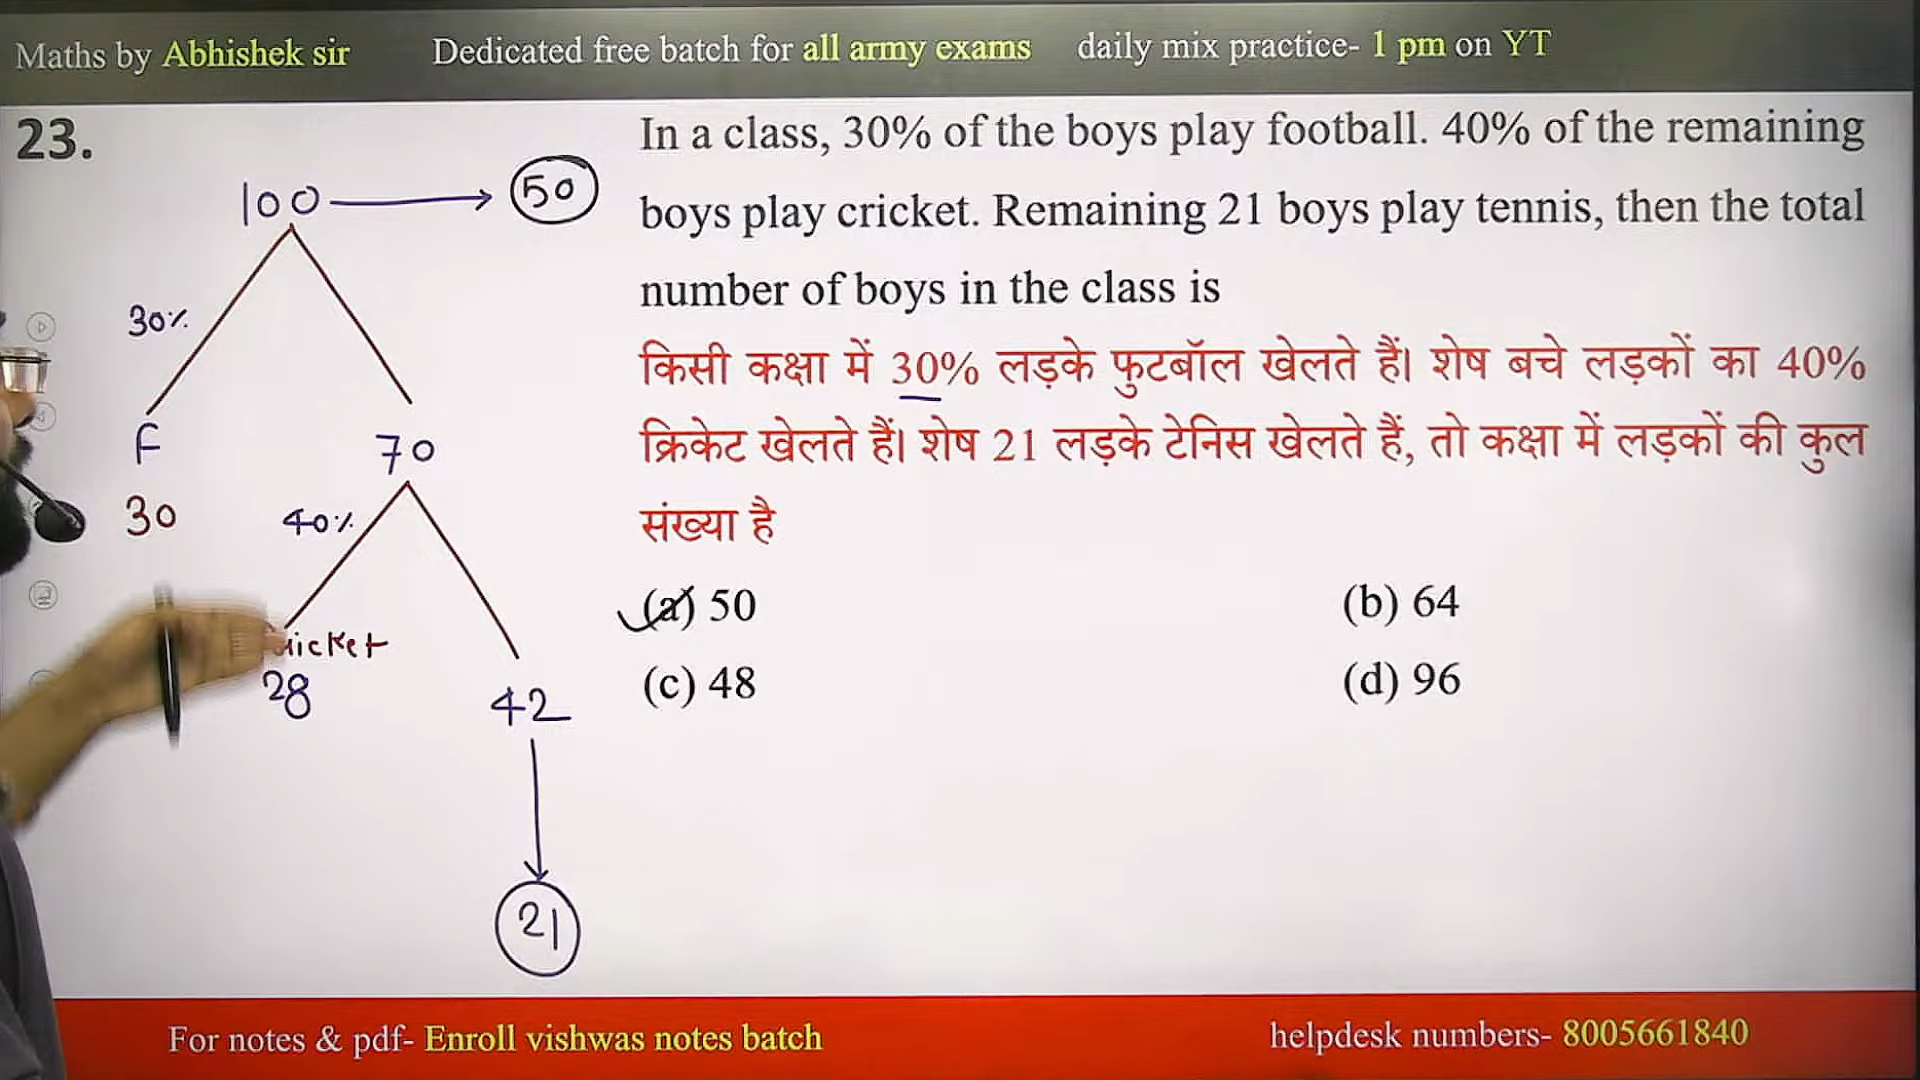 Maths by Abhishek sir Dedicated free batch for all army exams daily mix practice- 1 pm on YT
23.
In a class, 30% of the boys play football. 40% of the remaining
boys play cricket. Remaining 21 boys play tennis, then the total
number of boys in the class is
किसी कक्षा में 30% लड़के फुटबॉल खेलते हैं। शेष बचे लड़कों का 40%
क्रिकेट खेलते हैं। शेष 21 लड़के टेनिस खेलते हैं, तो कक्षा में लड़कों की कुल
संख्या है
(a) 50 (b) 64
(c) 48 (d) 96
100 50
30%
F 70
30 40%
28 42
21
For notes & pdf- Enroll vishwas notes batch helpdesk numbers- 8005661840